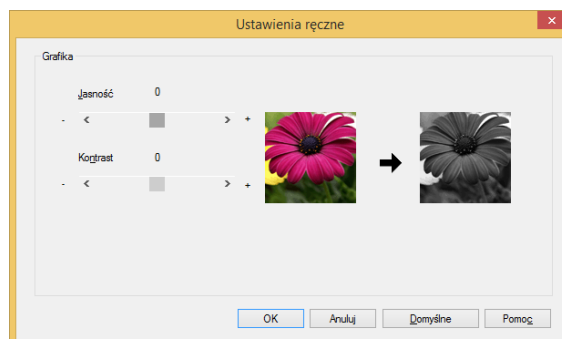 Ustawienia ręczne
Grafika
Jasność 0
- < > +
Kontrast 0
- < > +
OK Anuluj Domyślne Pomoc